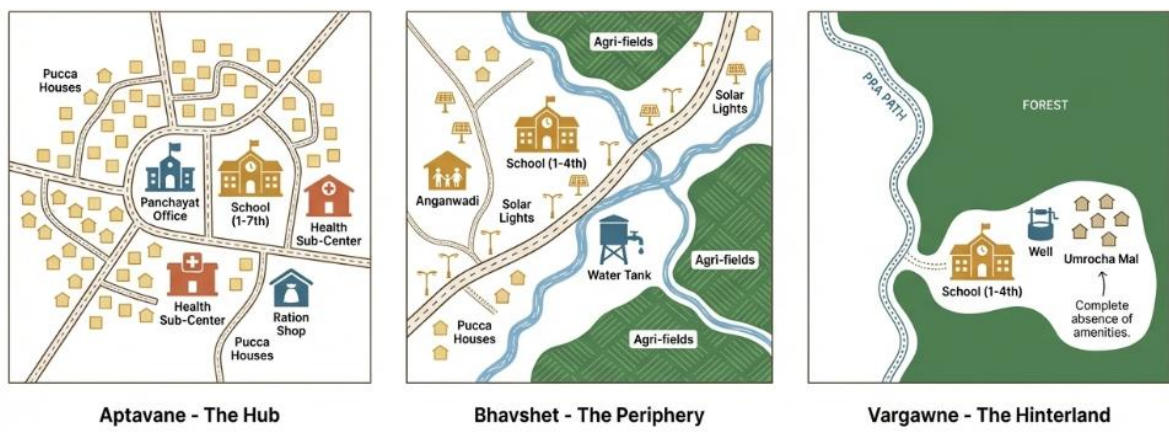 Pucca
Houses
Panchayat
Office
School
(1-7th)
Health
Sub-Center
Health
Sub-Center
Ration
Shop
Pucca
Houses
Aptavane - The Hub
Agri-fields
Solar
Lights
School (1-4th)
Anganwadi
Solar
Lights
Water Tank
Agri-fields
Agri-fields
Pucca
Houses
Bhavshet - The Periphery
PRA PATH
FOREST
Well
Umrocha Mal
School (1-4th)
Complete
absence of
amenities.
Vargawne - The Hinterland